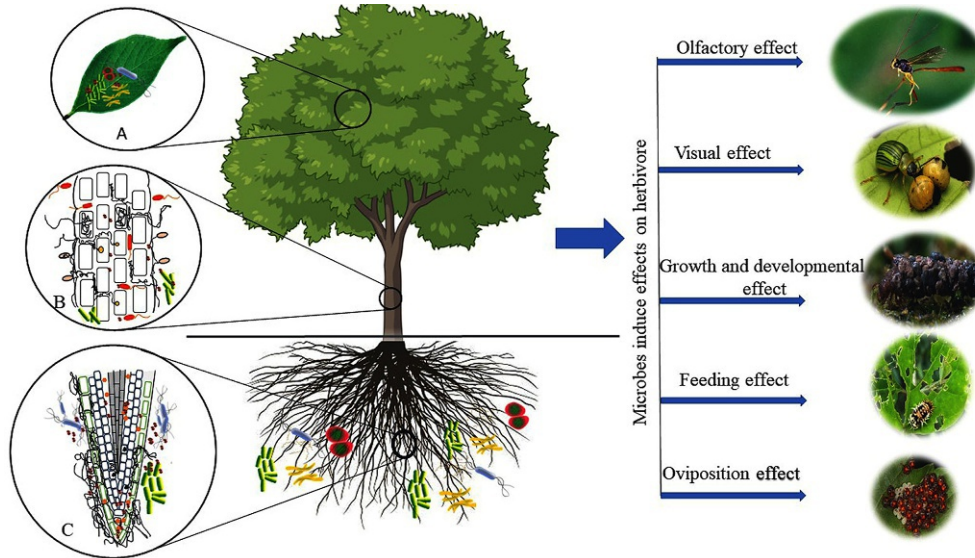 A
B
C
Microbes induce effects on herbivore
Olfactory effect
Visual effect
Growth and developmental
effect
Feeding effect
Oviposition effect